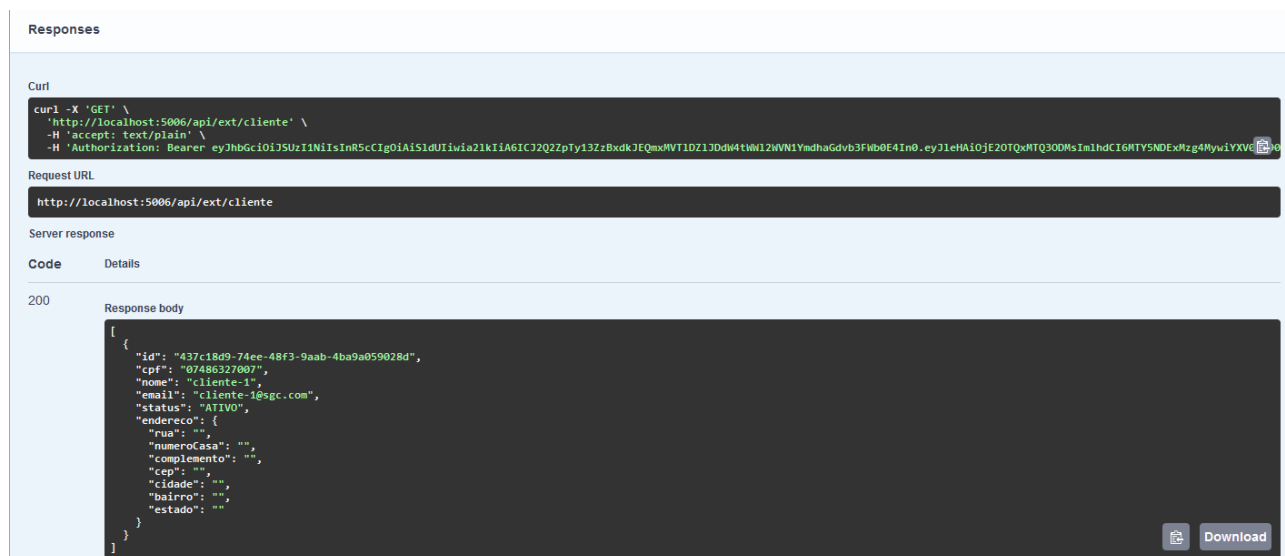 Responses
Curl
curl -X 'GET' \
'http://localhost:5006/api/ext/cliente' \
-H 'accept: text/plain' \
-H 'Authorization: Bearer
Request URL
http://localhost:5006/api/ext/cliente
Server response
Code Details
200
Response body
[
{
"id": "437c18d9-74ee-48f3-9aab-4ba9a059028d",
"cpf": "07486327007",
"nome": "cliente-1",
"email": "cliente-1@sgc.com",
"status": "ATIVO",
"endereco": {
"rua": "",
"numeroCasa": "",
"complemento": "",
"cep": "",
"cidade": "",
"bairro": "",
"estado": ""
}
}
]
Download